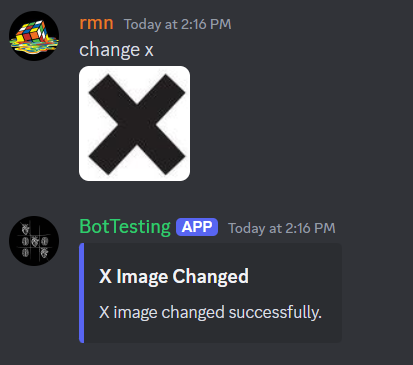 rmn Today at 2:16 PM
change x
BotTesting APP Today at 2:16 PM
X Image Changed
X image changed successfully.